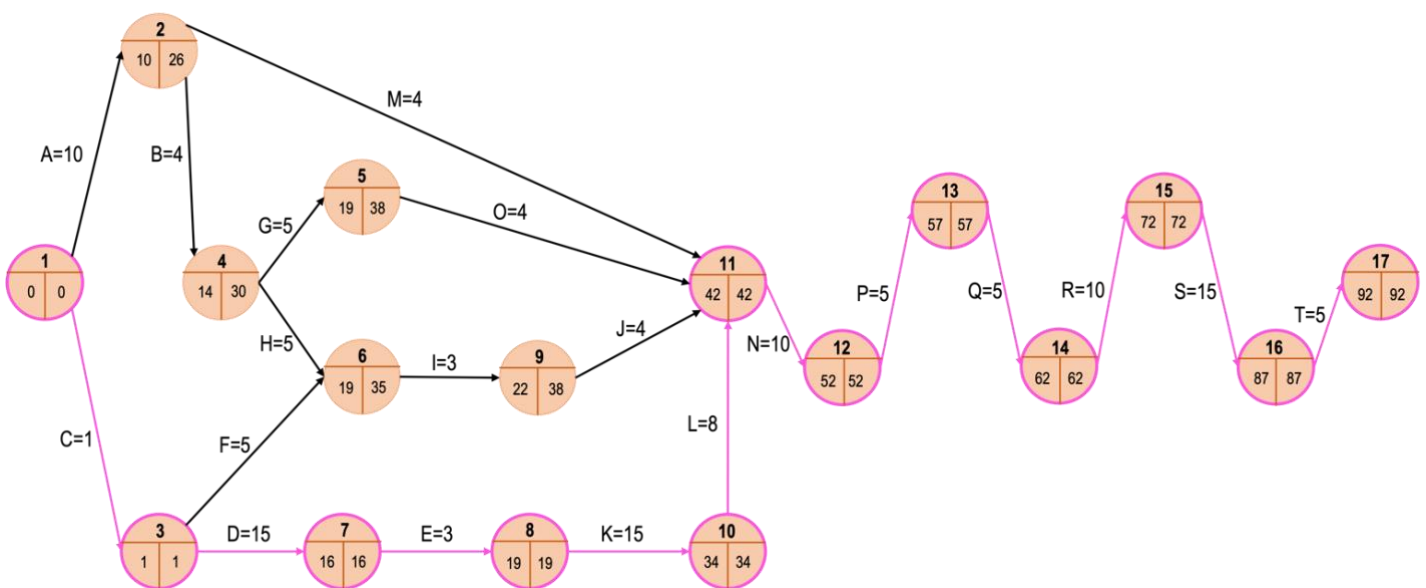 2
10 26
M=4
A=10
B=4
5
19 38
G=5
O=4
13
57 57
15
72 72
1
0 0
4
14 30
11
42 42
17
92 92
P=5
Q=5
R=10
S=15
T=5
H=5
6
19 35
I=3
9
22 38
J=4
N=10
12
52 52
14
62 62
16
87 87
C=1
F=5
L=8
3
1 1
D=15
7
16 16
E=3
8
19 19
K=15
10
34 34